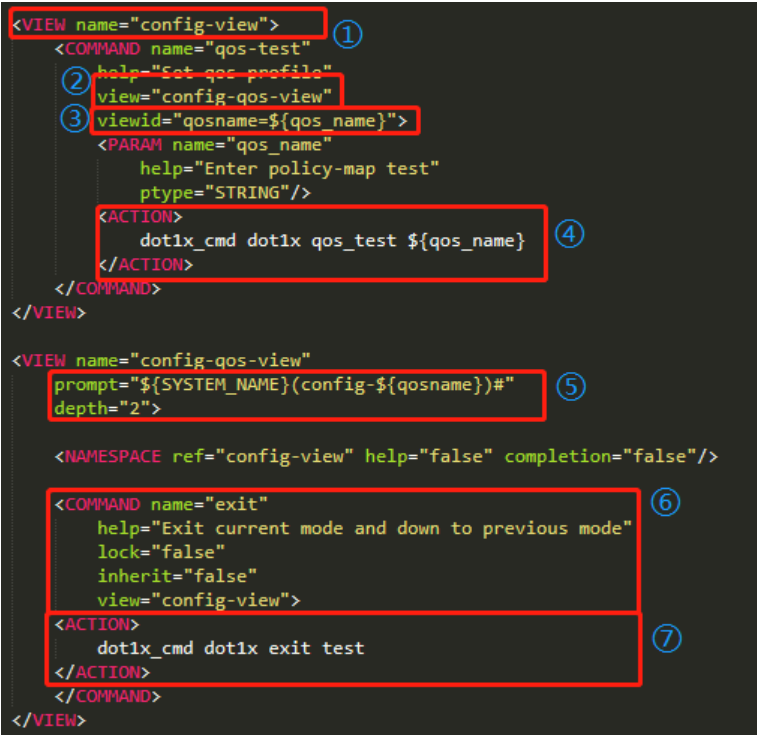 <VIEW name="config-view"> ①
<COMMAND name="qos-test"
② help="Set qos profile"
view="config-qos-view"
③ viewid="qosname=${qos_name}">
<PARAM name="qos_name"
help="Enter policy-map test"
ptype="STRING"/>
<ACTION>
dot1x_cmd dot1x qos_test ${qos_name} ④
</ACTION>
</COMMAND>
</VIEW>
<VIEW name="config-qos-view"
prompt="${SYSTEM_NAME}(config-${qosname})#" ⑤
depth="2">
<NAMESPACE ref="config-view" help="false" completion="false"/>
<COMMAND name="exit" ⑥
help="Exit current mode and down to previous mode"
lock="false"
inherit="false"
view="config-view">
<ACTION>
dot1x_cmd dot1x exit test ⑦
</ACTION>
</COMMAND>
</VIEW>